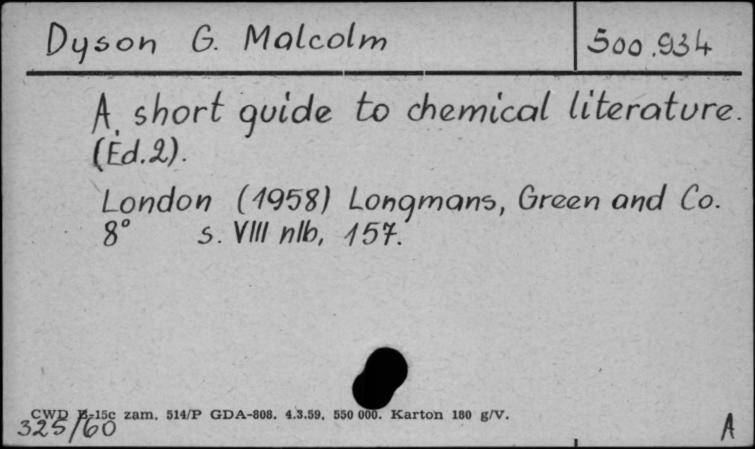 Dyson G. Malcolm 500.934
A short guide to chemical literature.
(Ed.2).
London (1958) Longmans, Green and Co.
8° s. VIII nlb, 157.
CWD B-15c zam. 514/P GDA-808. 4.3.59. 550 000. Karton 180 g/V.
325/60 A